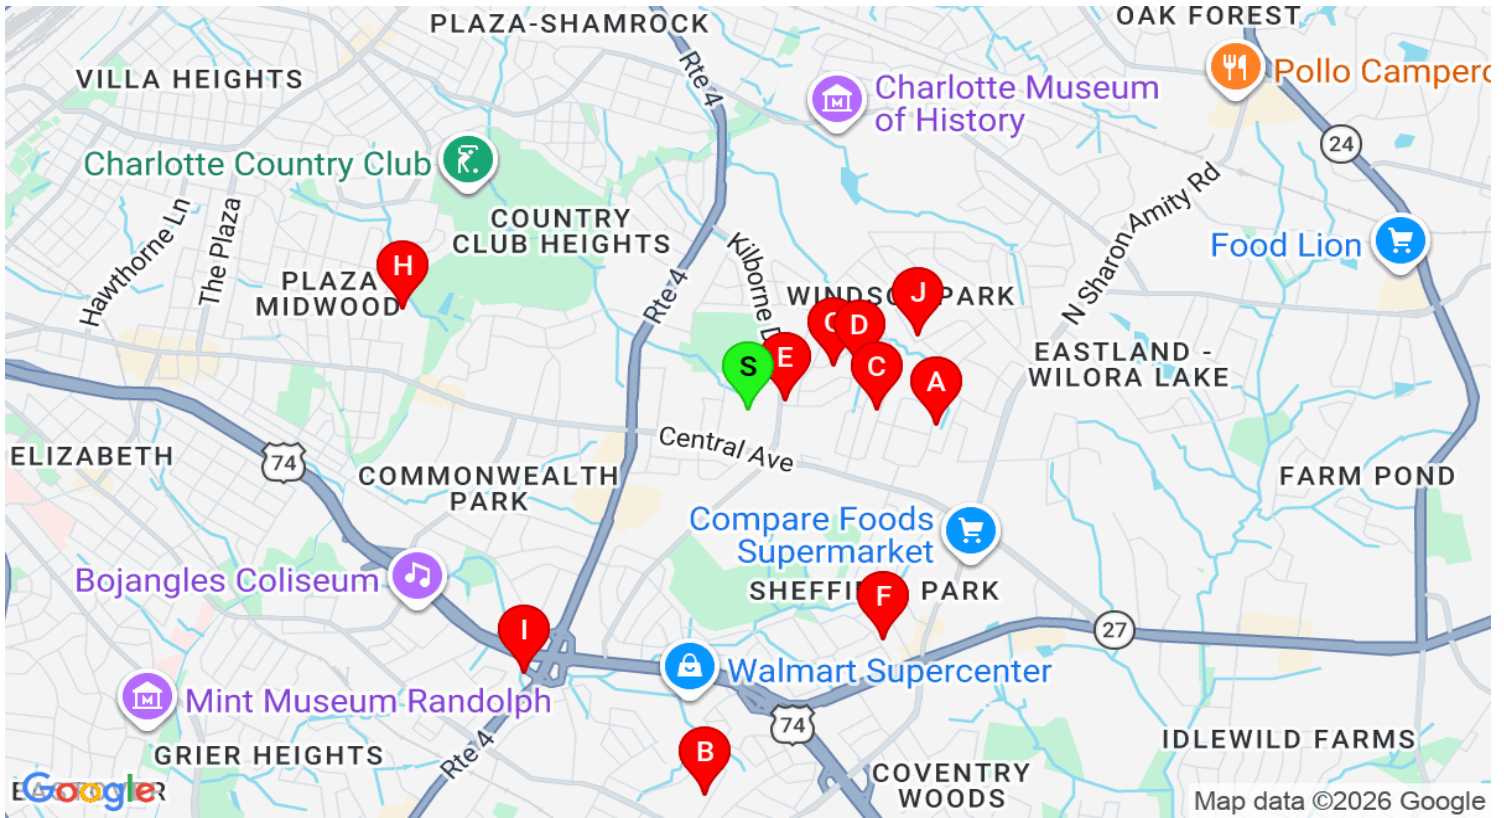 PLAZA-SHAMROCK
OAK FOREST
Rte 4
Pollo Campero
VILLA HEIGHTS
Charlotte Museum
of History
24
Charlotte Country Club
COUNTRY
CLUB HEIGHTS
Hawthorne Ln
The Plaza
N Sharon Amity Rd
Food Lion
Kilborne D
H
PLAZA
MIDWOOD
Rte 4
J
WINDS PARK
D
E
S
C
A
EASTLAND -
WILORA LAKE
Central Ave
ELIZABETH
74
COMMONWEALTH
PARK
FARM POND
Compare Foods
Supermarket
Bojangles Coliseum
SHEFFI PARK
F
I
27
Walmart Supercenter
Mint Museum Randolph
74
GRIER HEIGHTS
Rte 4
B
IDLEWILD FARMS
COVENTRY
WOODS
Google
Map data ©2026 Google